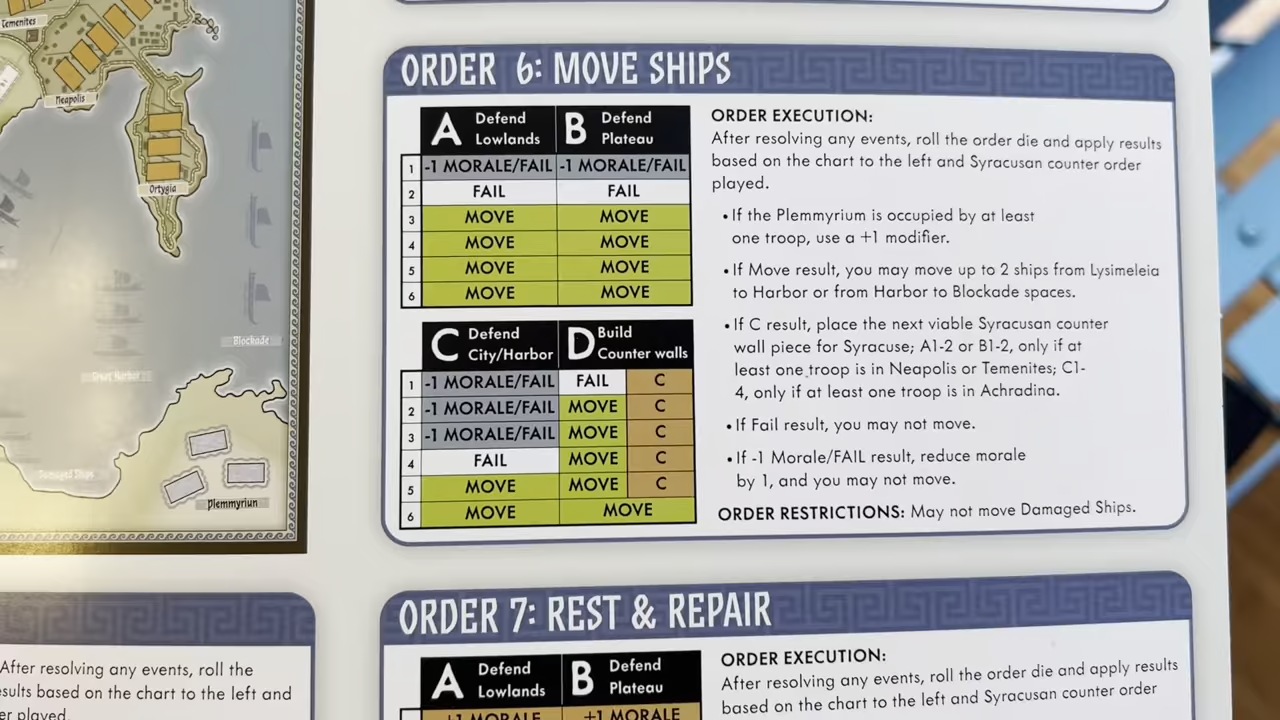 Temenites
Neapolis
Ortygia
Blockade
Great Harbor
Damaged Ships
Plemmyriun
ORDER 6: MOVE SHIPS
A Defend Lowlands B Defend Plateau
1 -1 MORALE/FAIL -1 MORALE/FAIL
2 FAIL FAIL
3 MOVE MOVE
4 MOVE MOVE
5 MOVE MOVE
6 MOVE MOVE
C Defend City/Harbor D Build Counter walls
1 -1 MORALE/FAIL FAIL C
2 -1 MORALE/FAIL MOVE C
3 -1 MORALE/FAIL MOVE C
4 FAIL MOVE C
5 MOVE MOVE C
6 MOVE MOVE
ORDER EXECUTION:
After resolving any events, roll the order die and apply results
based on the chart to the left and Syracusan counter order
played.
• If the Plemmyrium is occupied by at least
one troop, use a +1 modifier.
• If Move result, you may move up to 2 ships from Lysimeleia
to Harbor or from Harbor to Blockade spaces.
• If C result, place the next viable Syracusan counter
wall piece for Syracuse; A1-2 or B1-2, only if at
least one troop is in Neapolis or Temenites; C1-
4, only if at least one troop is in Achradina.
• If Fail result, you may not move.
• If -1 Morale/FAIL result, reduce morale
by 1, and you may not move.
ORDER RESTRICTIONS: May not move Damaged Ships.
After resolving any events, roll the
esults based on the chart to the left and
er played.
ORDER 7: REST & REPAIR
A Defend Lowlands B Defend Plateau
+1 MORALE +1 MORALE
ORDER EXECUTION:
After resolving any events, roll the order die and apply results
based on the chart to the left and Syracusan counter order